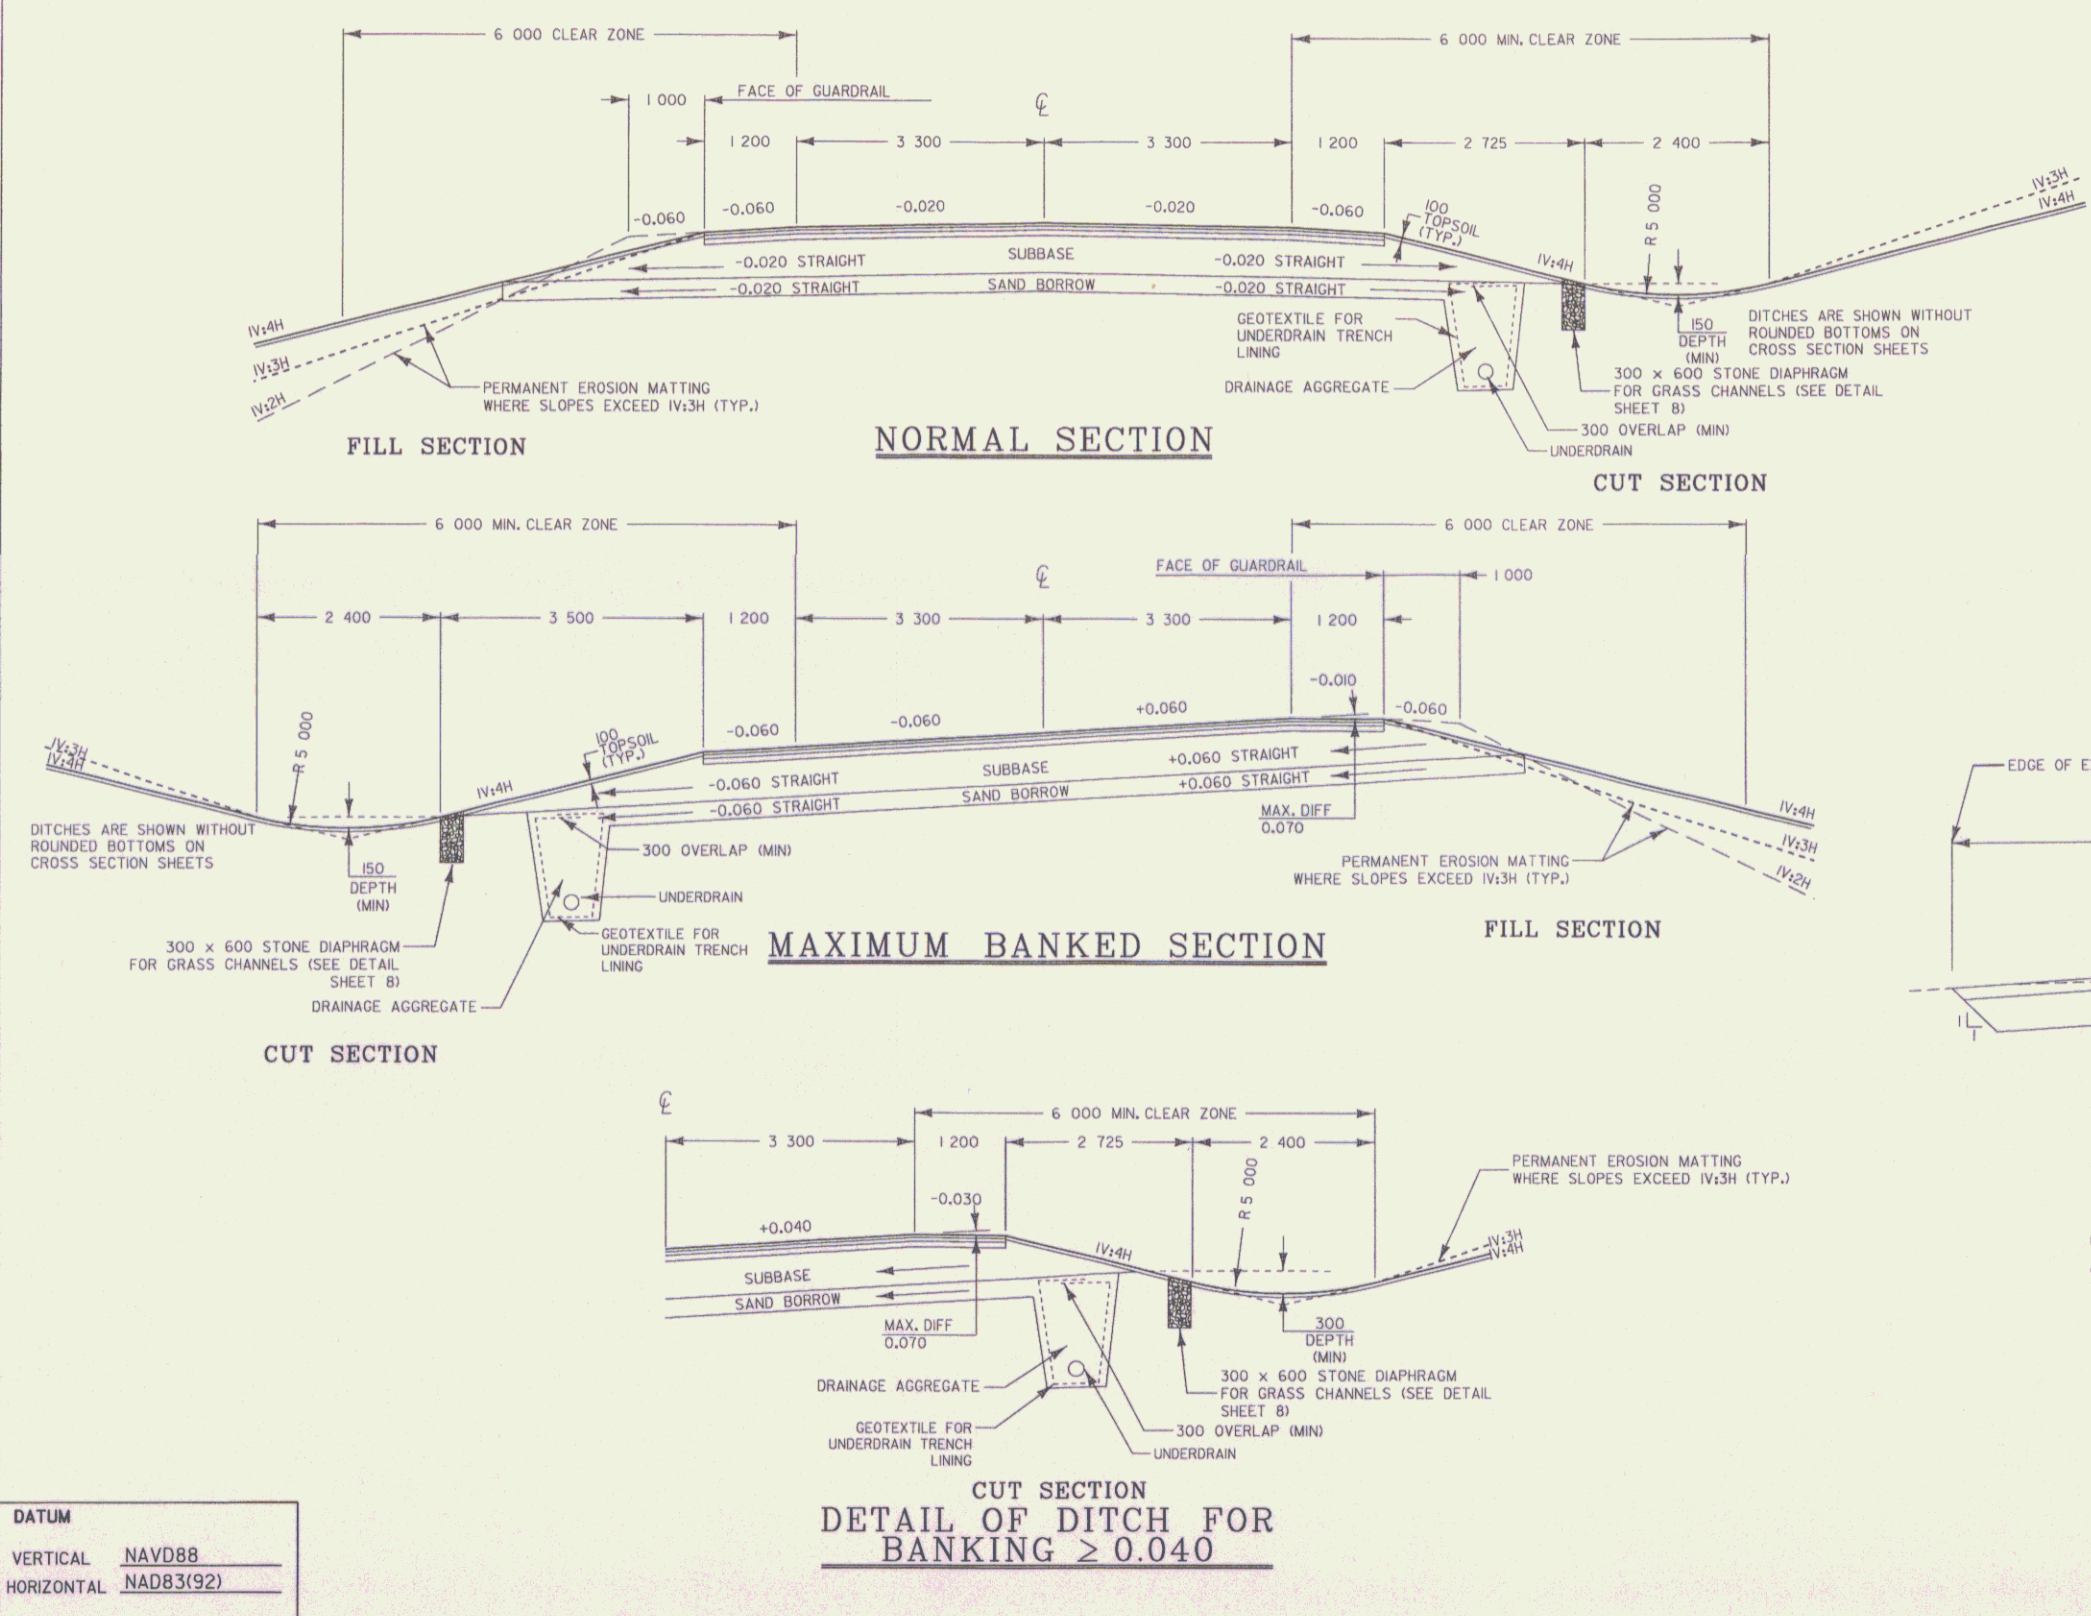 6 000 CLEAR ZONE
6 000 MIN. CLEAR ZONE
1 000
FACE OF GUARDRAIL
℄
1 200
3 300
3 300
1 200
2 725
2 400
-0.060
-0.060
-0.020
-0.020
-0.060
100
TOPSOIL
(TYP.)
R 5 000
1V:3H
1V:4H
SUBBASE
-0.020 STRAIGHT
-0.020 STRAIGHT
1V:4H
-0.020 STRAIGHT
SAND BORROW
-0.020 STRAIGHT
1V:4H
1V:3H
1V:2H
PERMANENT EROSION MATTING
WHERE SLOPES EXCEED 1V:3H (TYP.)
GEOTEXTILE FOR
UNDERDRAIN TRENCH
LINING
DRAINAGE AGGREGATE
150
DEPTH
(MIN)
DITCHES ARE SHOWN WITHOUT
ROUNDED BOTTOMS ON
CROSS SECTION SHEETS
300 x 600 STONE DIAPHRAGM
FOR GRASS CHANNELS (SEE DETAIL
SHEET 8)
300 OVERLAP (MIN)
UNDERDRAIN
FILL SECTION
NORMAL SECTION
CUT SECTION
6 000 MIN. CLEAR ZONE
6 000 CLEAR ZONE
℄
FACE OF GUARDRAIL
1 000
2 400
3 500
1 200
3 300
3 300
1 200
-0.010
R 5 000
100
TOPSOIL
(TYP.)
-0.060
-0.060
+0.060
-0.060
1V:3H
1V:4H
1V:4H
-0.060 STRAIGHT
SUBBASE
+0.060 STRAIGHT
-0.060 STRAIGHT
SAND BORROW
+0.060 STRAIGHT
MAX. DIFF
0.070
1V:4H
1V:3H
1V:2H
DITCHES ARE SHOWN WITHOUT
ROUNDED BOTTOMS ON
CROSS SECTION SHEETS
150
DEPTH
(MIN)
300 OVERLAP (MIN)
UNDERDRAIN
GEOTEXTILE FOR
UNDERDRAIN TRENCH
LINING
PERMANENT EROSION MATTING
WHERE SLOPES EXCEED 1V:3H (TYP.)
300 x 600 STONE DIAPHRAGM
FOR GRASS CHANNELS (SEE DETAIL
SHEET 8)
DRAINAGE AGGREGATE
MAXIMUM BANKED SECTION
FILL SECTION
CUT SECTION
EDGE OF E
1
1
℄
6 000 MIN. CLEAR ZONE
3 300
1 200
2 725
2 400
-0.030
R 5 000
PERMANENT EROSION MATTING
WHERE SLOPES EXCEED 1V:3H (TYP.)
+0.040
1V:4H
1V:3H
1V:4H
SUBBASE
SAND BORROW
MAX. DIFF
0.070
300
DEPTH
(MIN)
DRAINAGE AGGREGATE
GEOTEXTILE FOR
UNDERDRAIN TRENCH
LINING
300 x 600 STONE DIAPHRAGM
FOR GRASS CHANNELS (SEE DETAIL
SHEET 8)
300 OVERLAP (MIN)
UNDERDRAIN
CUT SECTION
DETAIL OF DITCH FOR
BANKING ≥ 0.040
DATUM
VERTICAL NAVD88
HORIZONTAL NAD83(92)